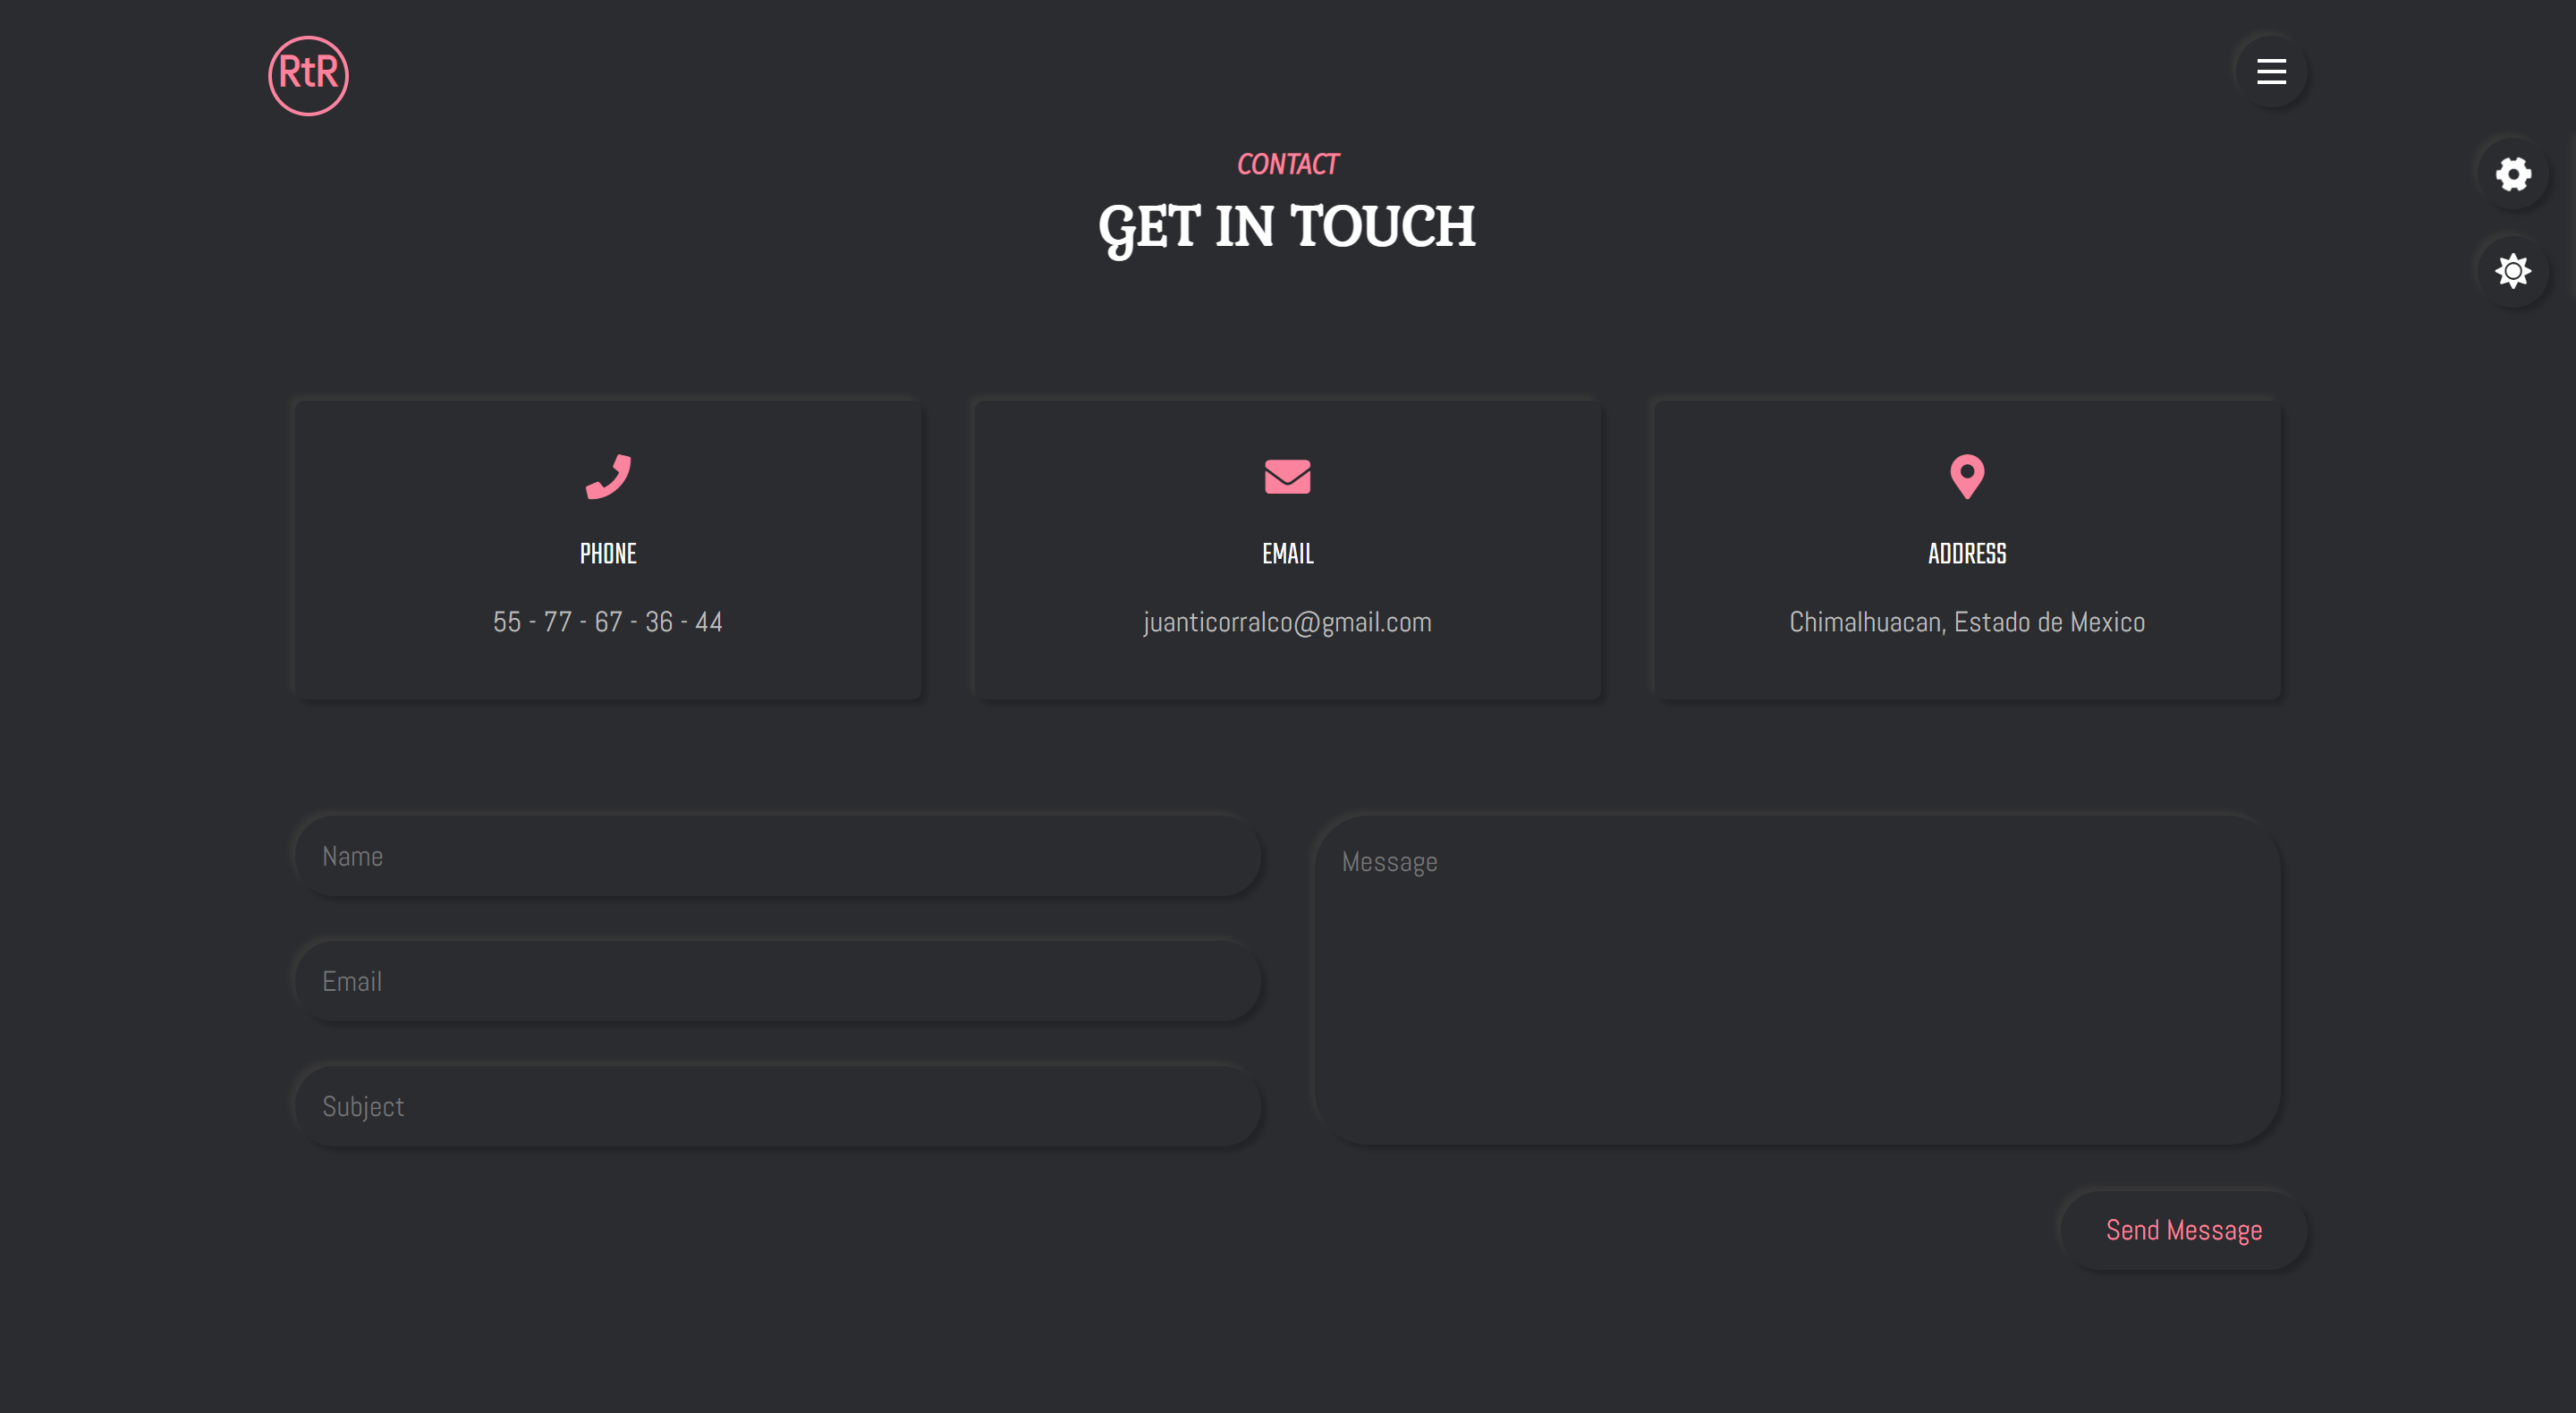 RtR
CONTACT
GET IN TOUCH
PHONE
55 - 77 - 67 - 36 - 44
EMAIL
juanticorralco@gmail.com
ADDRESS
Chimalhuacan, Estado de Mexico
Name
Email
Subject
Message
Send Message